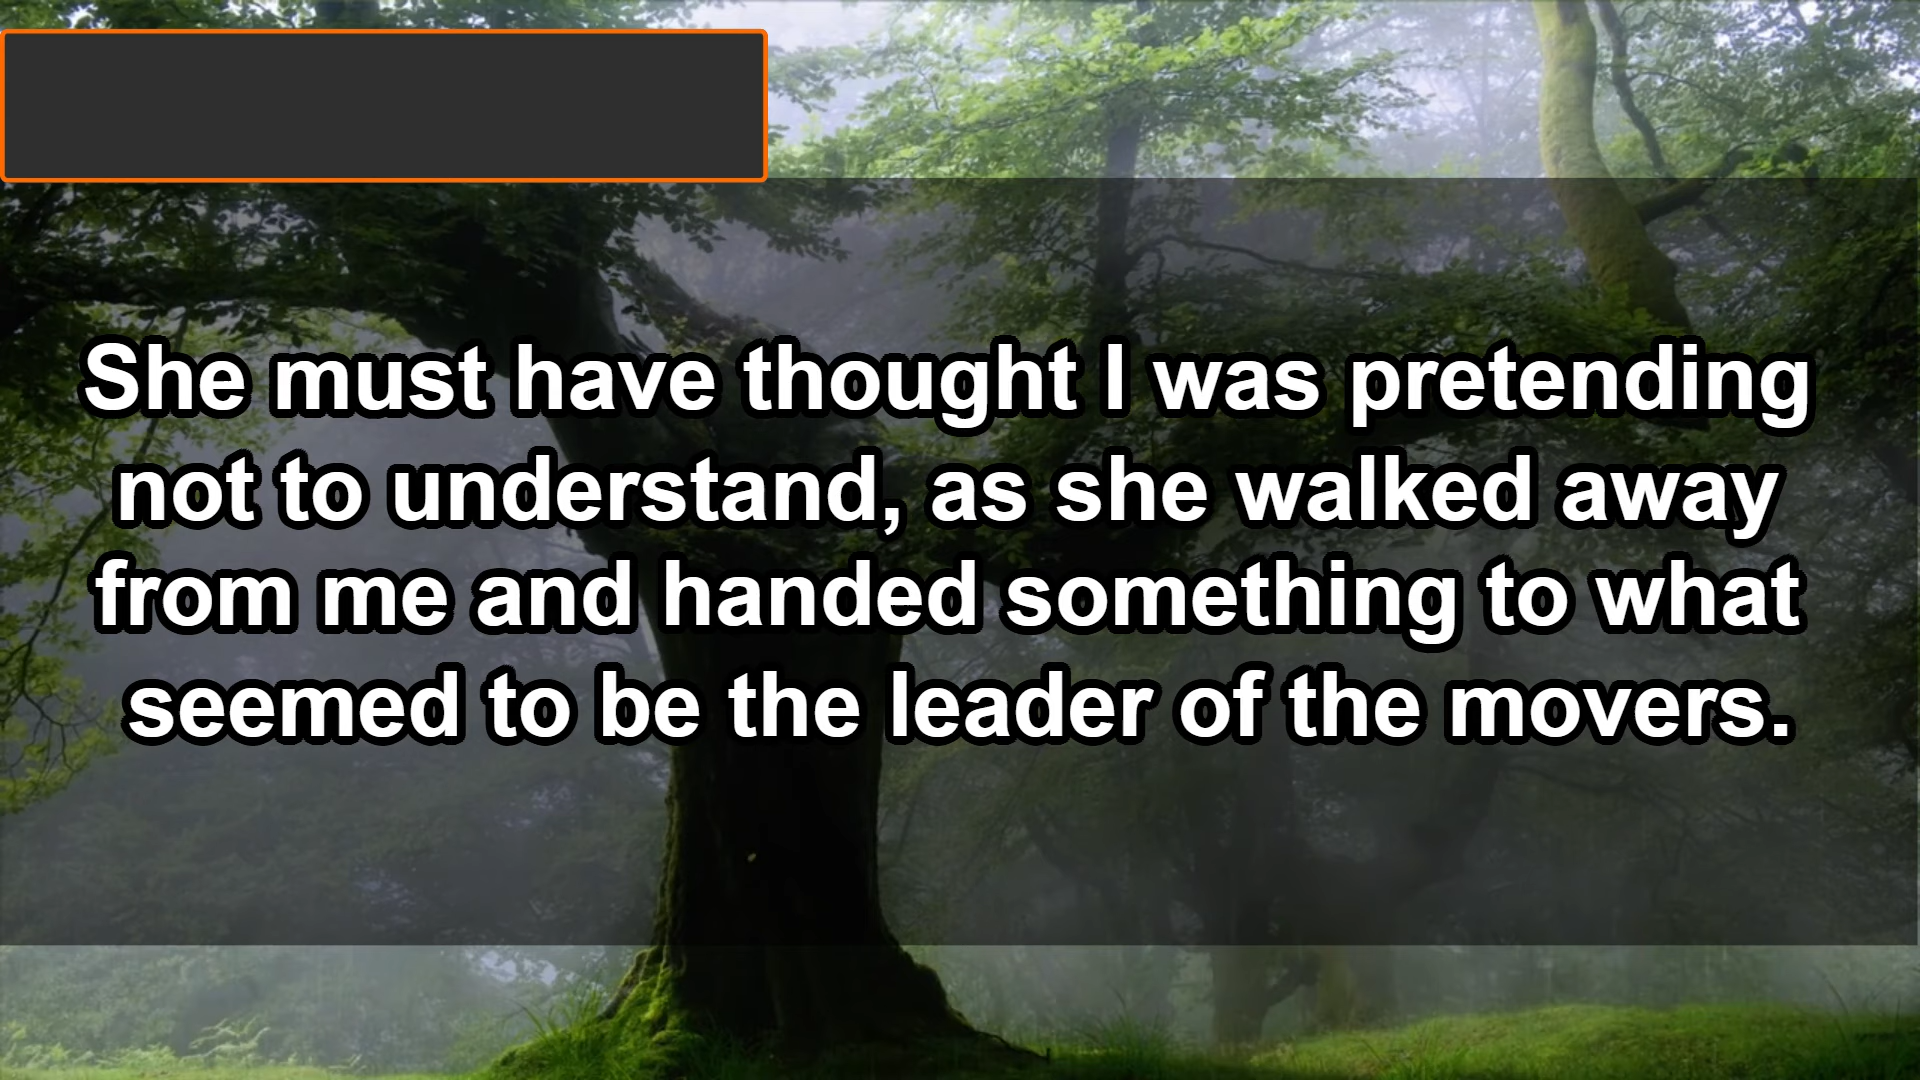 She must have thought I was pretending
not to understand, as she walked away
from me and handed something to what
seemed to be the leader of the movers.